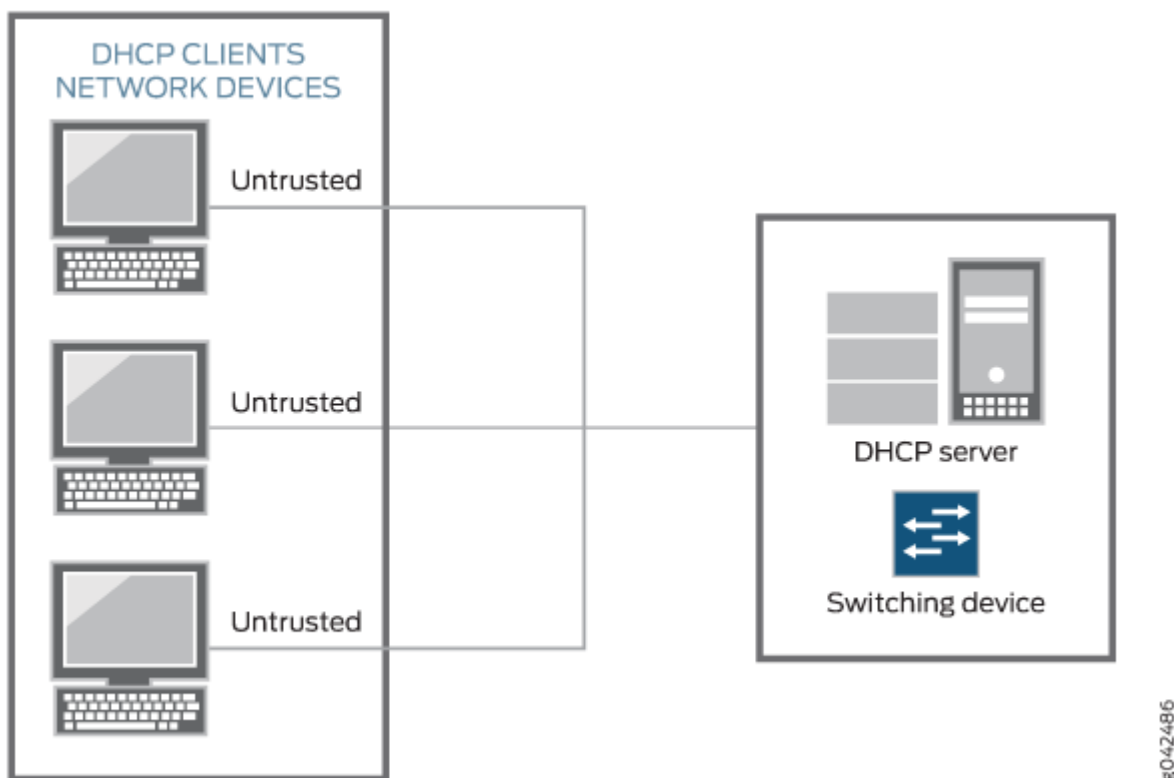 DHCP CLIENTS
NETWORK DEVICES
Untrusted
Untrusted
Untrusted
DHCP server
Switching device
g042486